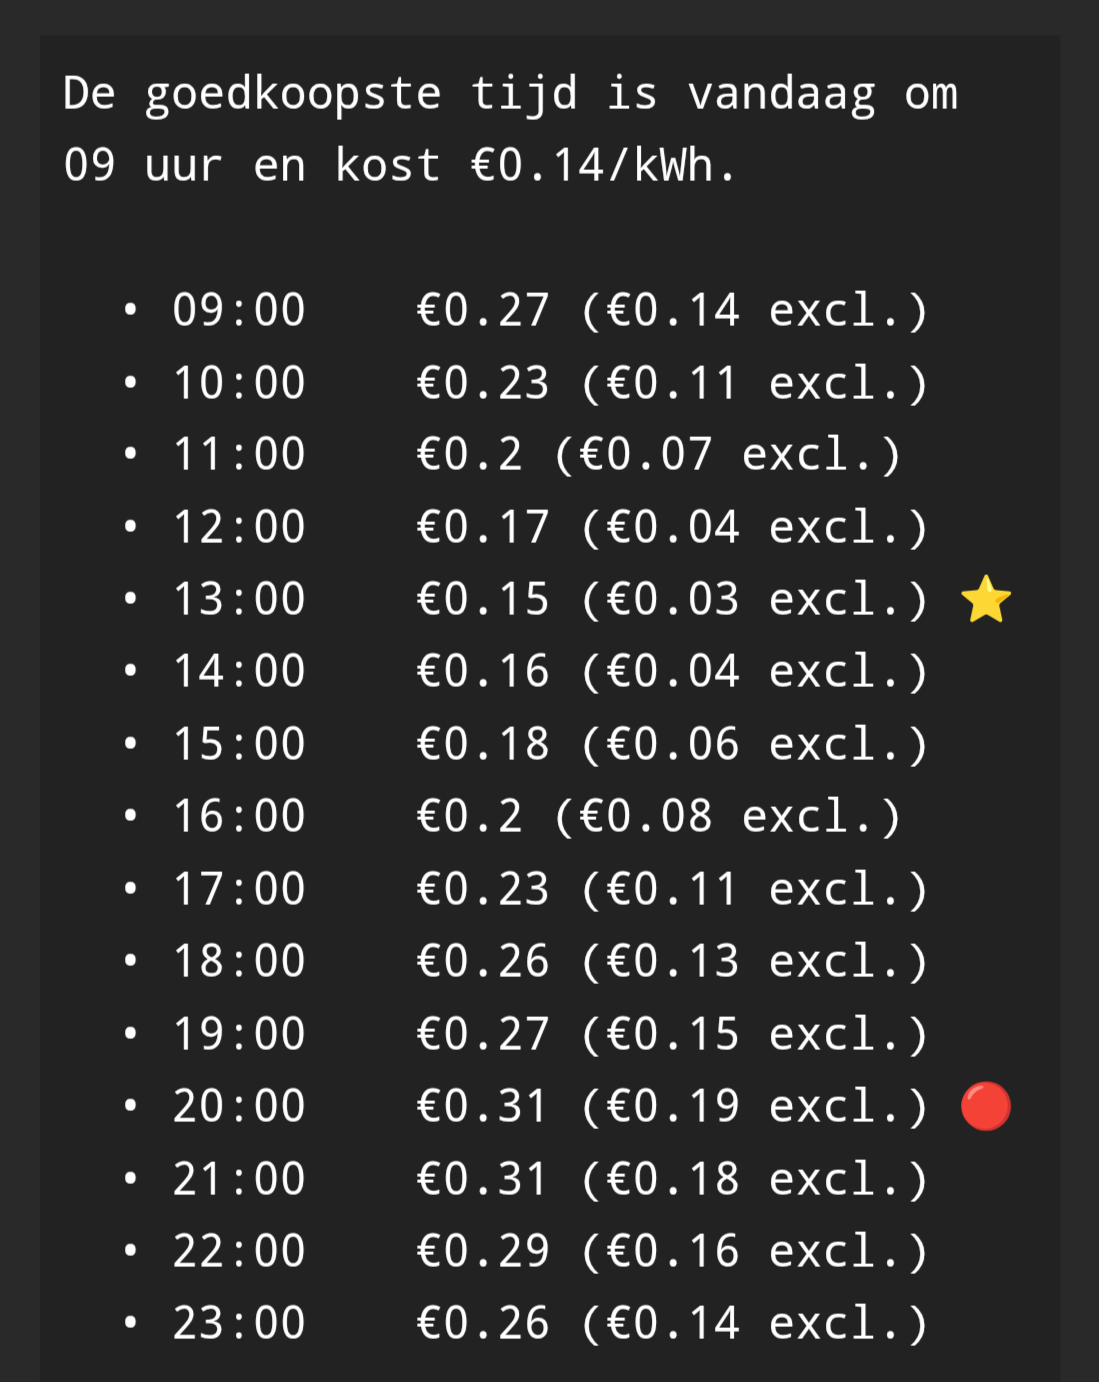 De goedkoopste tijd is vandaag om
09 uur en kost €0.14/kWh.
• 09:00 €0.27 (€0.14 excl.)
• 10:00 €0.23 (€0.11 excl.)
• 11:00 €0.2 (€0.07 excl.)
• 12:00 €0.17 (€0.04 excl.)
• 13:00 €0.15 (€0.03 excl.) ⭐
• 14:00 €0.16 (€0.04 excl.)
• 15:00 €0.18 (€0.06 excl.)
• 16:00 €0.2 (€0.08 excl.)
• 17:00 €0.23 (€0.11 excl.)
• 18:00 €0.26 (€0.13 excl.)
• 19:00 €0.27 (€0.15 excl.)
• 20:00 €0.31 (€0.19 excl.) 🔴
• 21:00 €0.31 (€0.18 excl.)
• 22:00 €0.29 (€0.16 excl.)
• 23:00 €0.26 (€0.14 excl.)